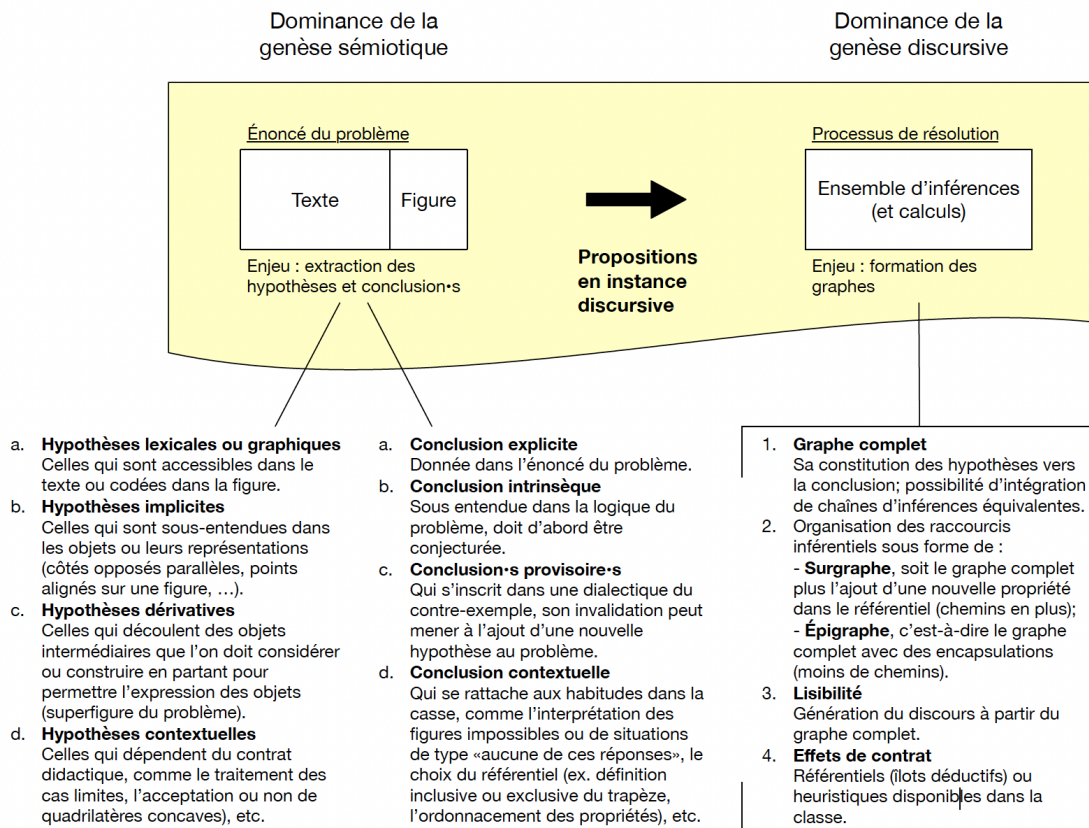 Dominance de la
genèse sémiotique
Dominance de la
genèse discursive
Énoncé du problème
Texte
Figure
Enjeu : extraction des
hypothèses et conclusion•s
Propositions
en instance
discursive
Processus de résolution
Ensemble d’inférences
(et calculs)
Enjeu : formation des
graphes
a. Hypothèses lexicales ou graphiques
Celles qui sont accessibles dans le
texte ou codées dans la figure.
b. Hypothèses implicites
Celles qui sont sous-entendues dans
les objets ou leurs représentations
(côtés opposés parallèles, points
alignés sur une figure, …).
c. Hypothèses dérivatives
Celles qui découlent des objets
intermédiaires que l’on doit considérer
ou construire en partant pour
permettre l’expression des objets
(superfigure du problème).
d. Hypothèses contextuelles
Celles qui dépendent du contrat
didactique, comme le traitement des
cas limites, l’acceptation ou non de
quadrilatères concaves), etc.
a. Conclusion explicite
Donnée dans l’énoncé du problème.
b. Conclusion intrinsèque
Sous entendue dans la logique du
problème, doit d’abord être
conjecturée.
c. Conclusion•s provisoire•s
Qui s’inscrit dans une dialectique du
contre-exemple, son invalidation peut
mener à l’ajout d’une nouvelle
hypothèse au problème.
d. Conclusion contextuelle
Qui se rattache aux habitudes dans la
casse, comme l’interprétation des
figures impossibles ou de situations
de type «aucune de ces réponses», le
choix du référentiel (ex. définition
inclusive ou exclusive du trapèze,
l’ordonnacement des propriétés), etc.
1. Graphe complet
Sa constitution des hypothèses vers
la conclusion; possibilité d’intégration
de chaînes d’inférences équivalentes.
2. Organisation des raccourcis
inférentiels sous forme de :
- Surgraphe, soit le graphe complet
plus l’ajout d’une nouvelle propriété
dans le référentiel (chemins en plus);
- Épigraphe, c’est-à-dire le graphe
complet avec des encapsulations
(moins de chemins).
3. Lisibilité
Génération du discours à partir du
graphe complet.
4. Effets de contrat
Référentiels (îlots déductifs) ou
heuristiques disponibles dans la
classe.